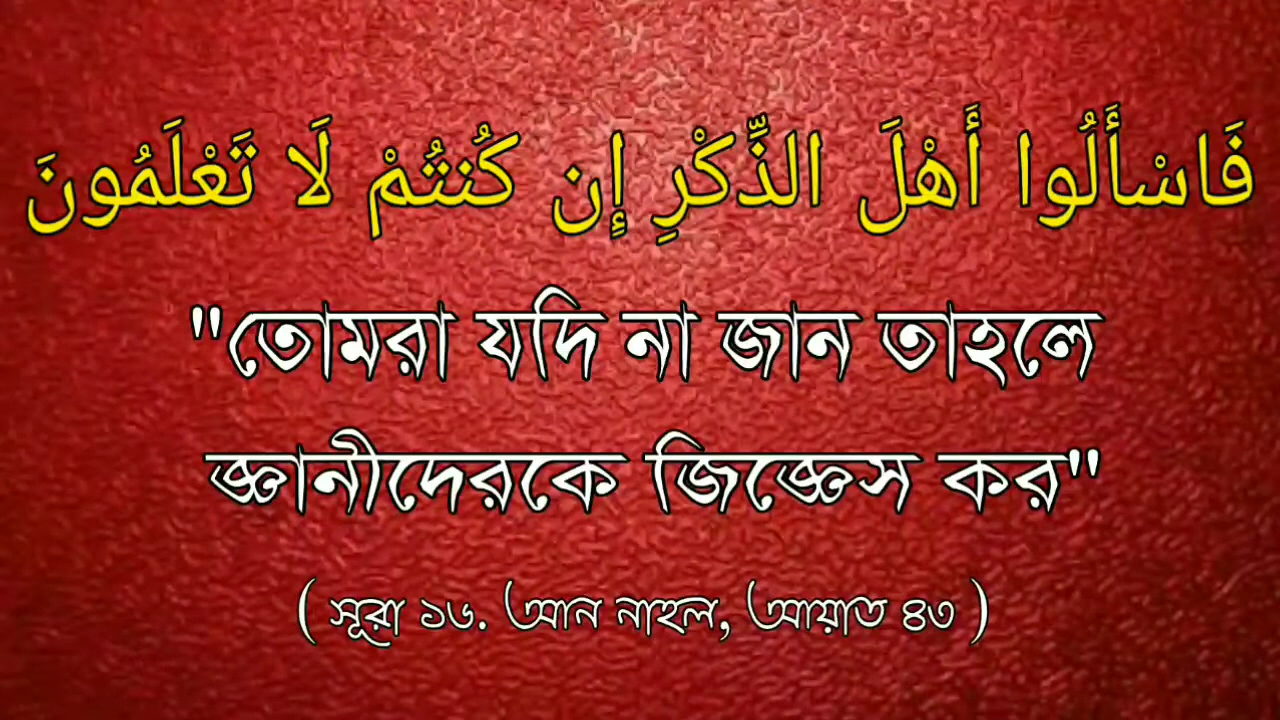 فَاسْأَلُوا أَهْلَ الذِّكْرِ إِن كُنتُمْ لَا تَعْلَمُونَ
"তোমরা যদি না জান তাহলে
জ্ঞানীদেরকে জিজ্ঞেস কর"
( সূরা ১৬. আন নাহল, আয়াত ৪৩ )